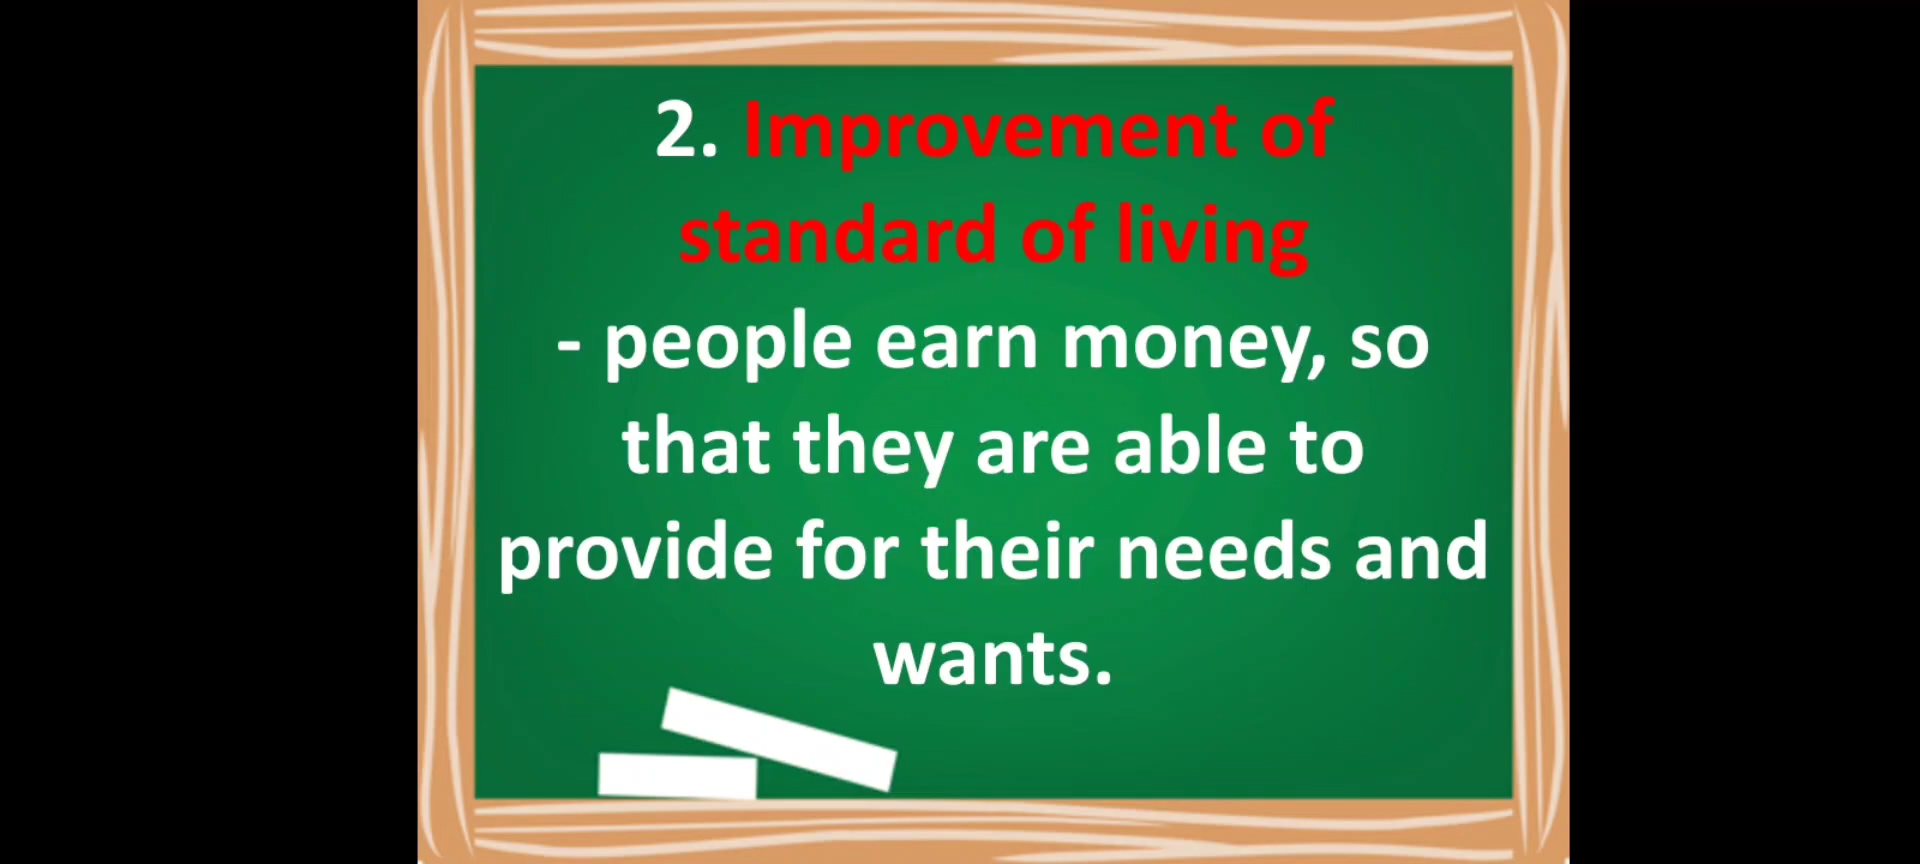 2. Improvement of
standard of living
- people earn money, so
that they are able to
provide for their needs and
wants.